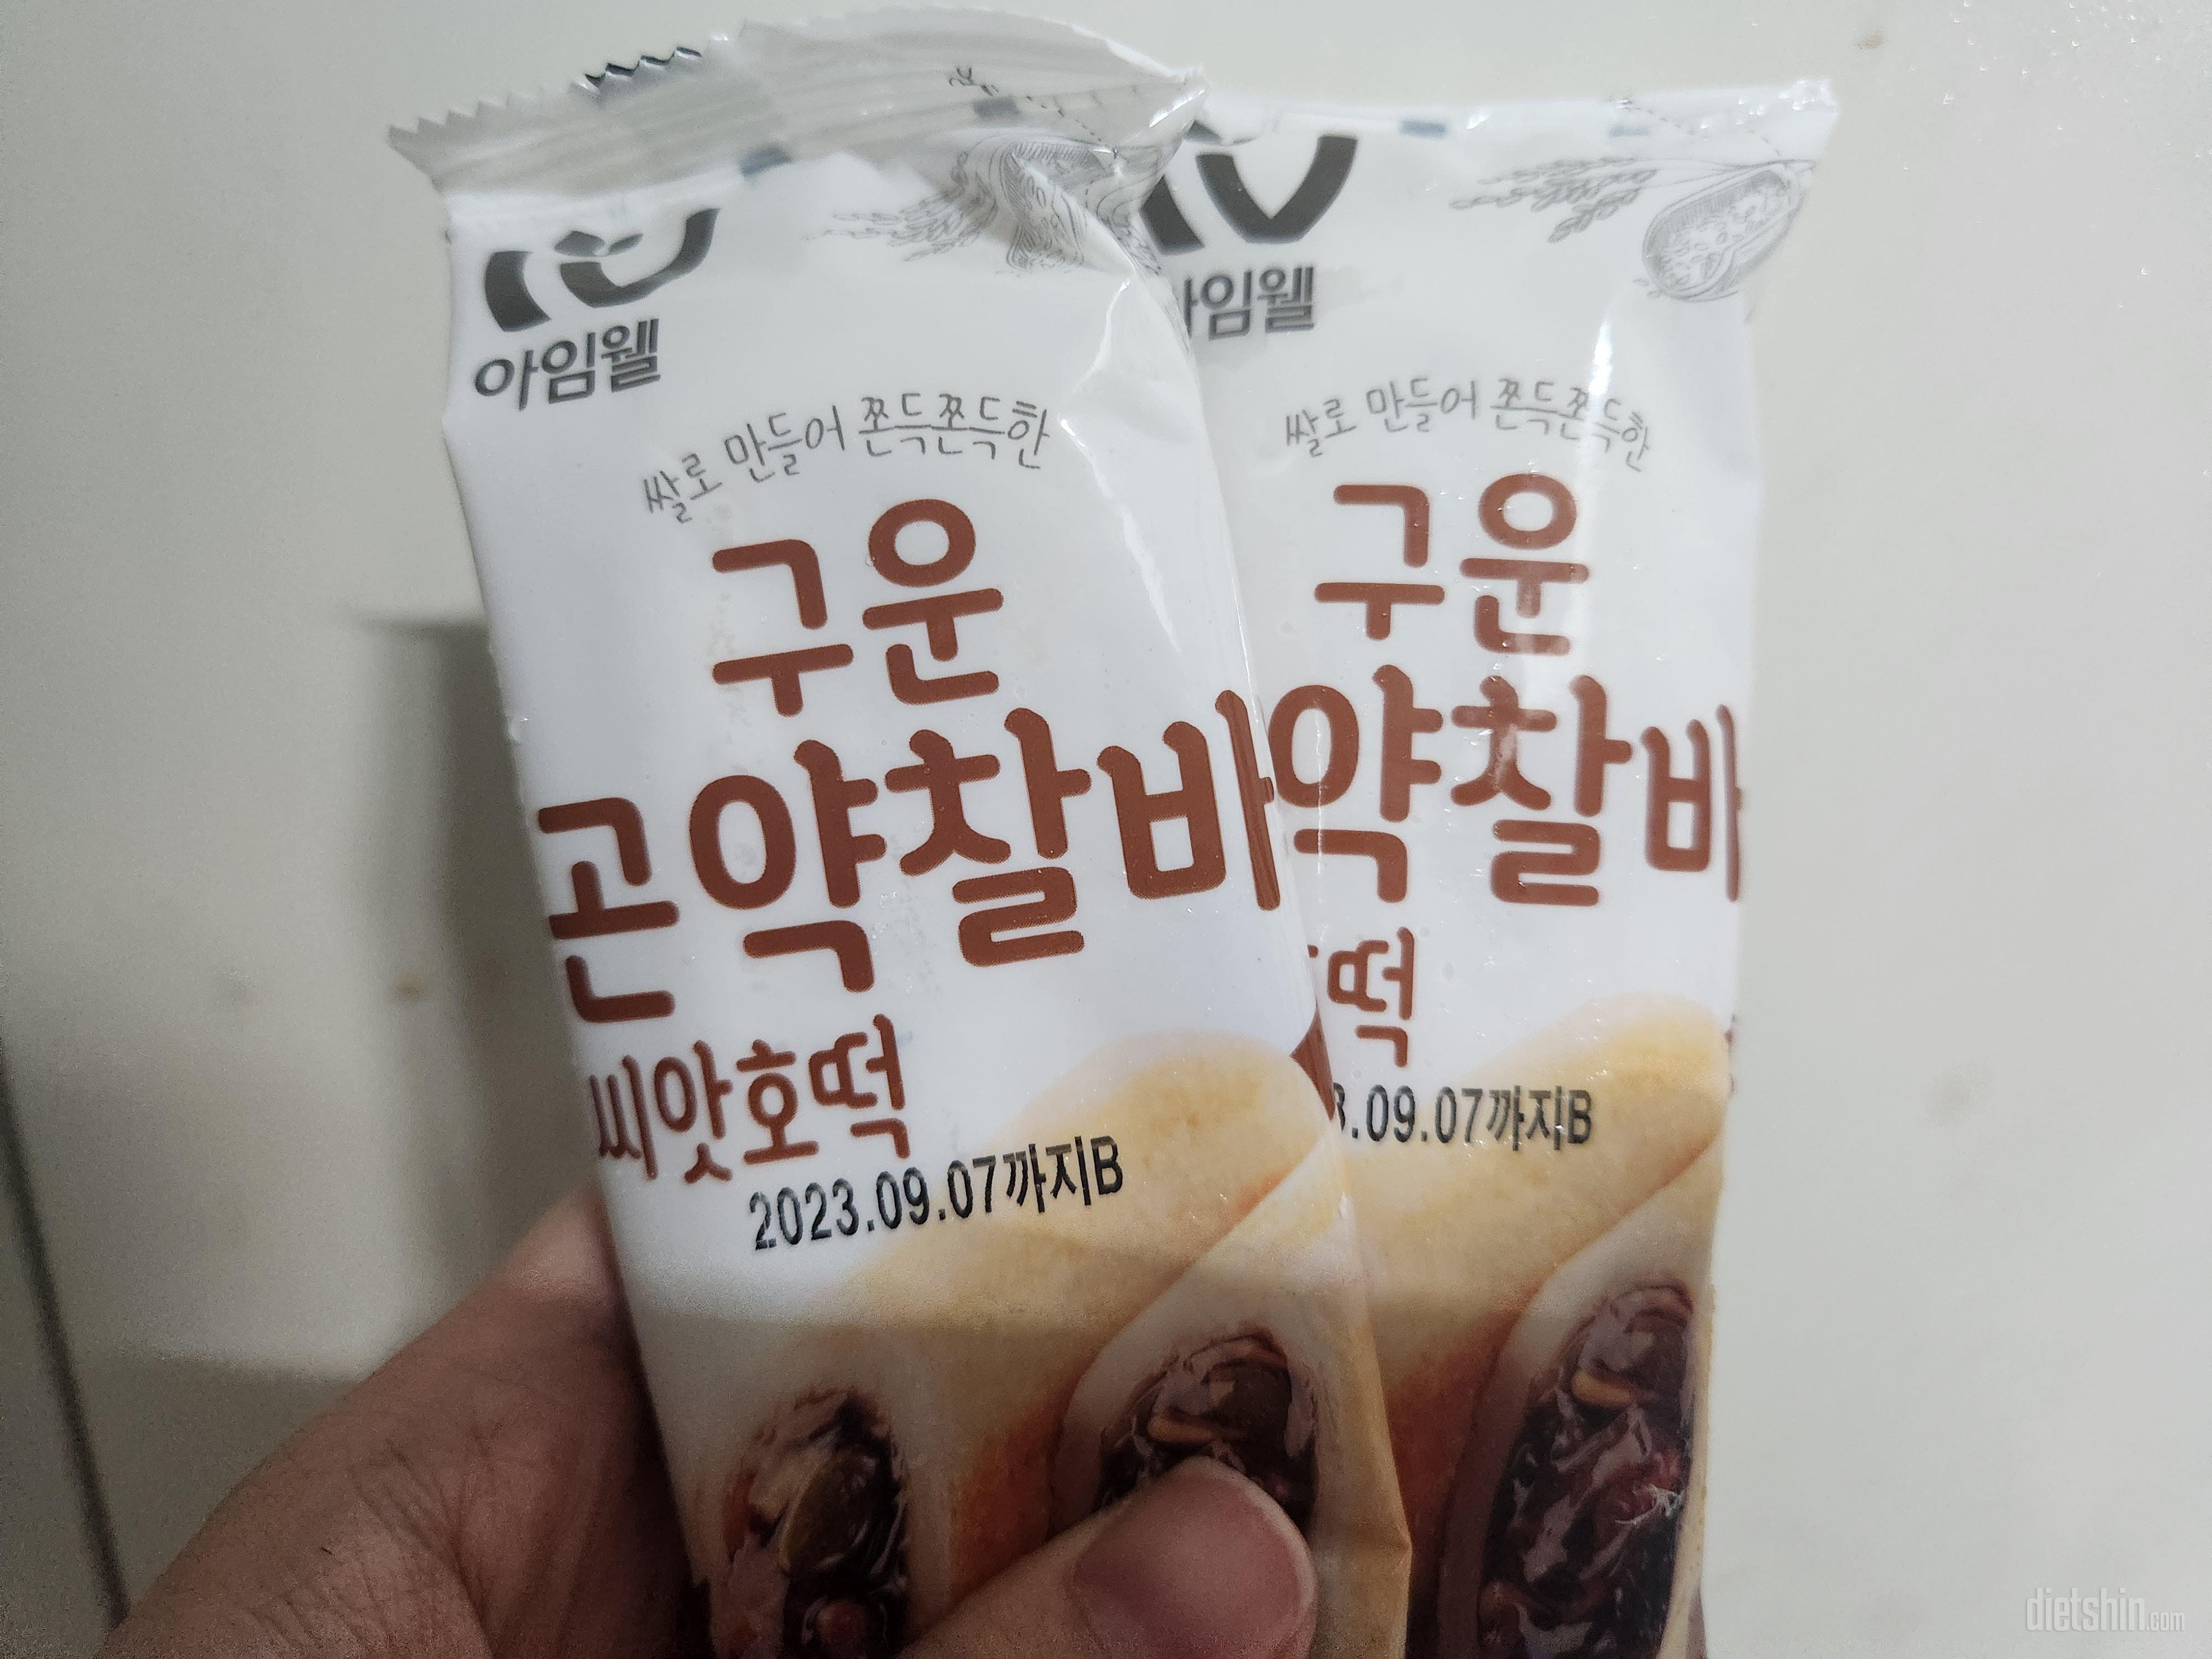 아임웰
쌀로 만들어 쫀득쫀득한
구운
곤약찰바
씨앗호떡
2023.09.07까지B
아임웰
쌀로 만들어 쫀득쫀득한
구운
약찰바
떡
.09.07까지B
dietshin.com